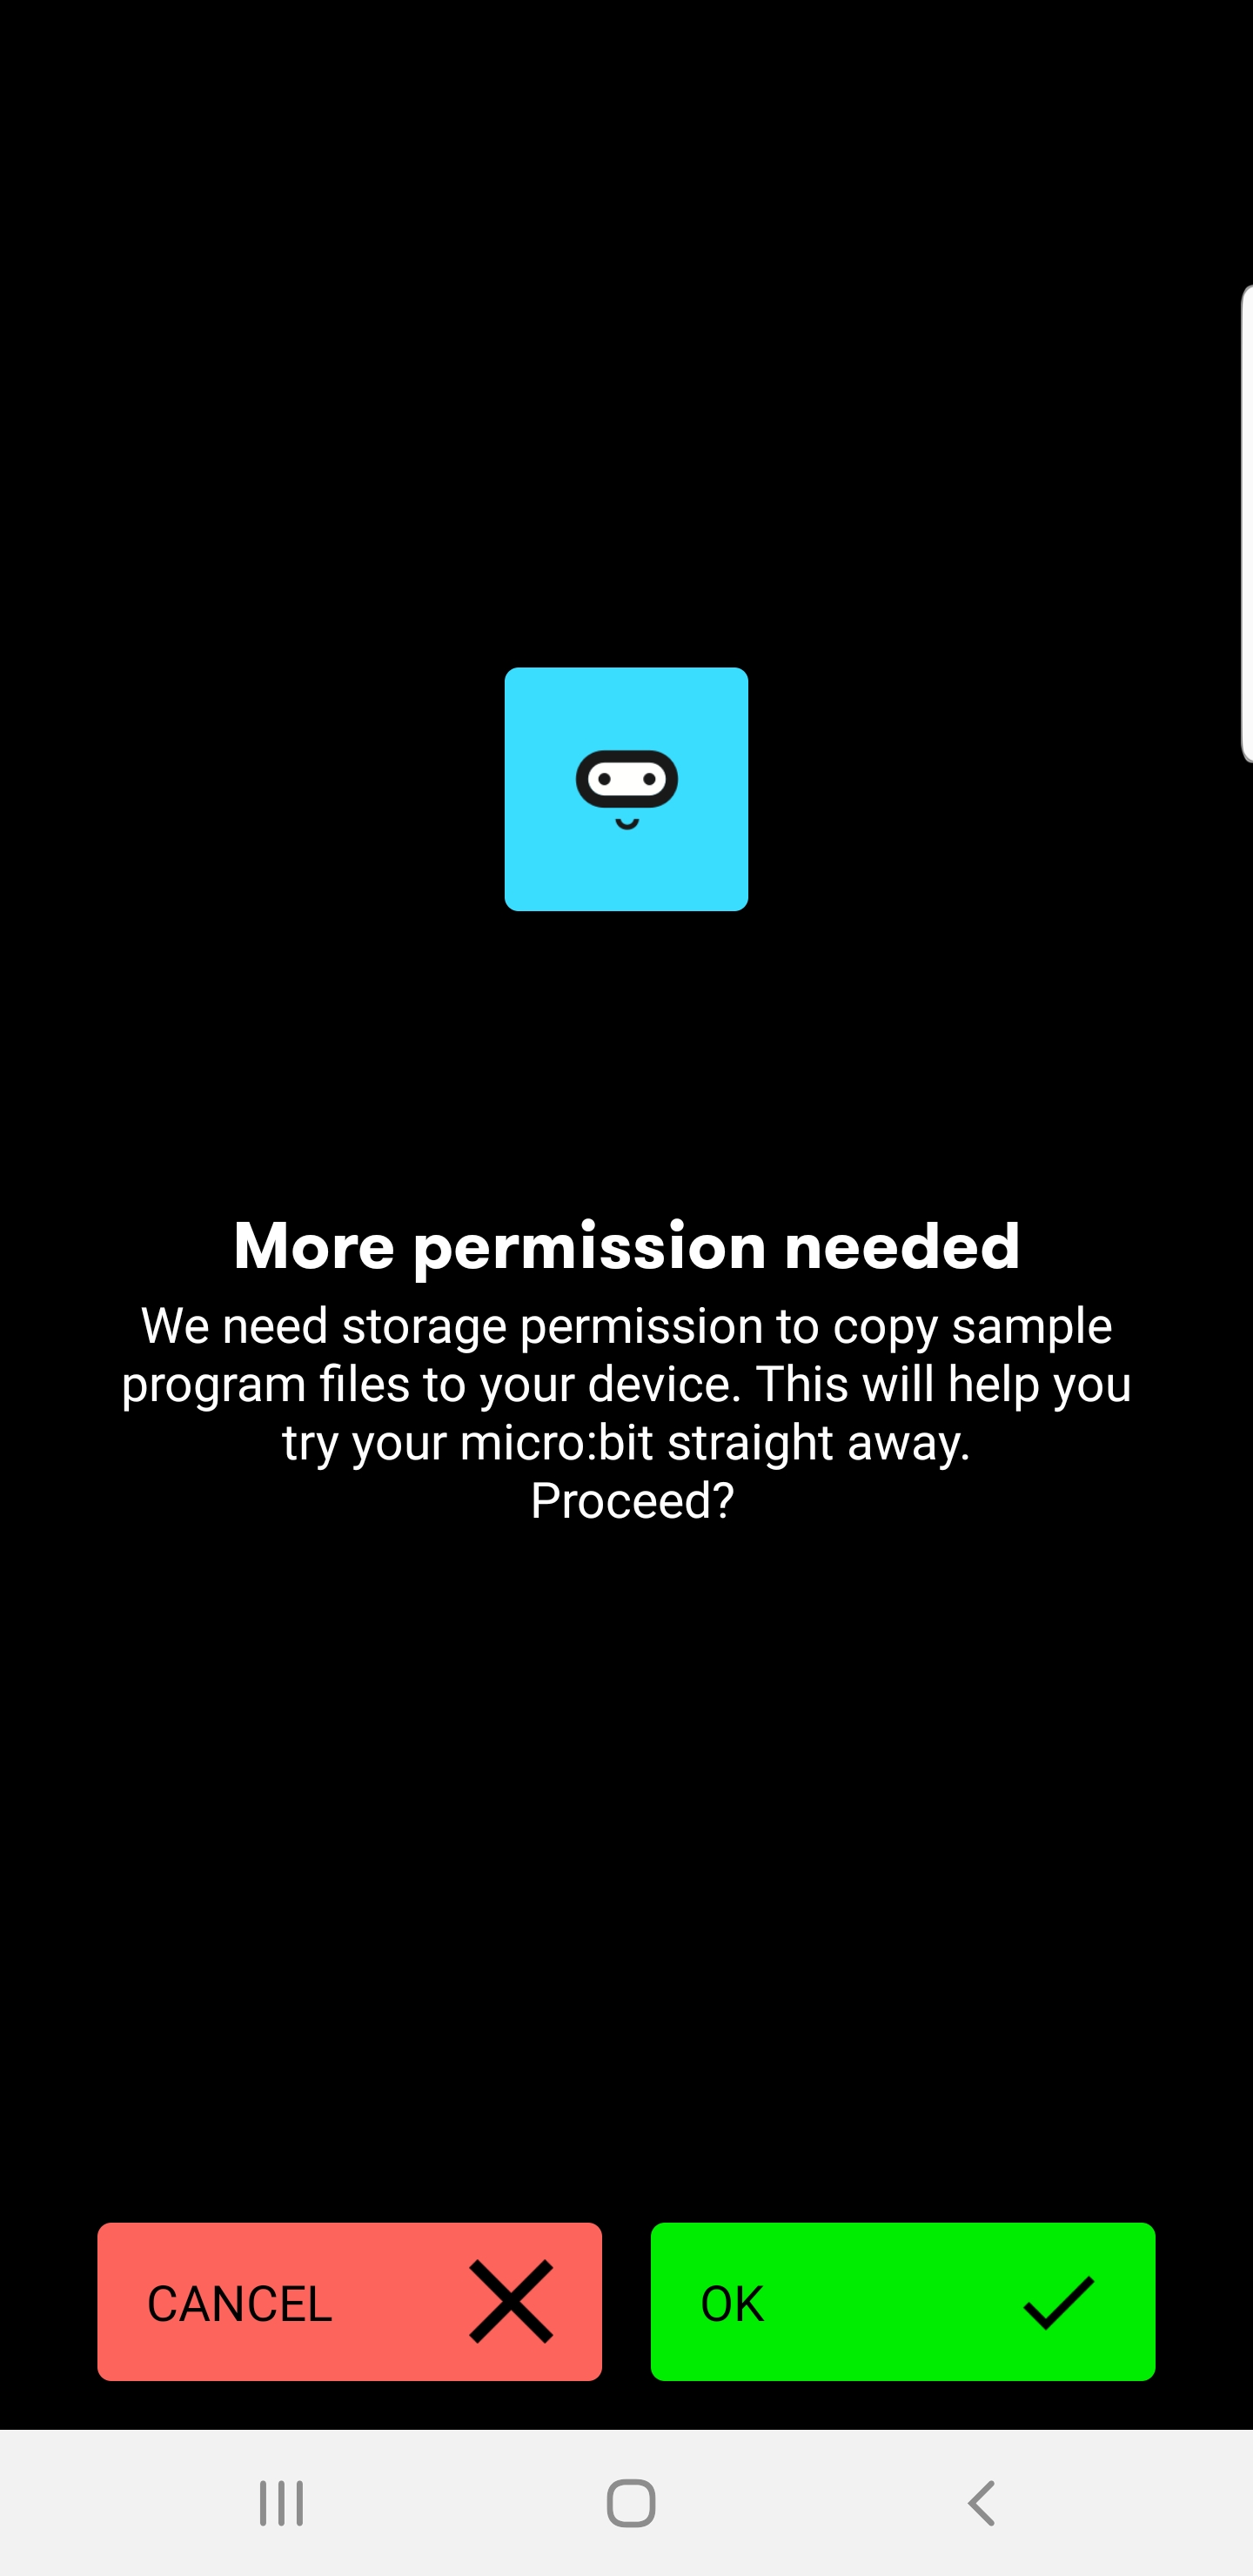 More permission needed
We need storage permission to copy sample
program files to your device. This will help you
try your micro:bit straight away.
Proceed?
CANCEL
OK